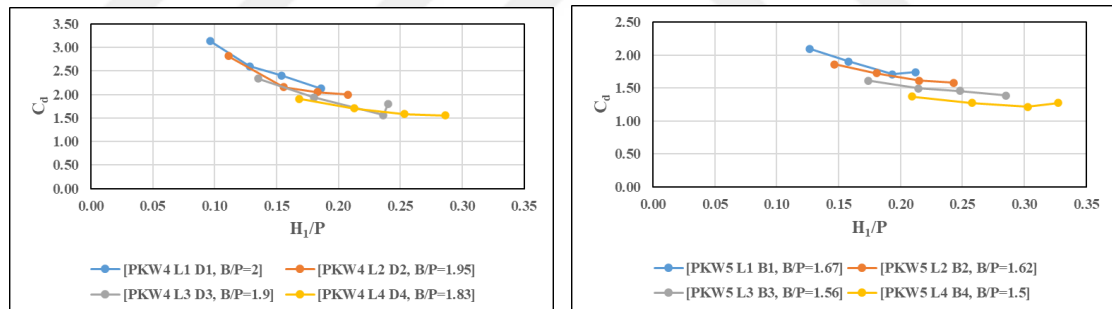 3.50
3.00
2.50
2.00
1.50
1.00
0.50
0.00
C_d
0.00 0.05 0.10 0.15 0.20 0.25 0.30 0.35
H₁/P
[PKW4 L1 D1, B/P=2] [PKW4 L2 D2, B/P=1.95]
[PKW4 L3 D3, B/P=1.9] [PKW4 L4 D4, B/P=1.83]
2.50
2.00
1.50
1.00
0.50
0.00
C_d
0.00 0.05 0.10 0.15 0.20 0.25 0.30 0.35
H₁/P
[PKW5 L1 B1, B/P=1.67] [PKW5 L2 B2, B/P=1.62]
[PKW5 L3 B3, B/P=1.56] [PKW5 L4 B4, B/P=1.5]